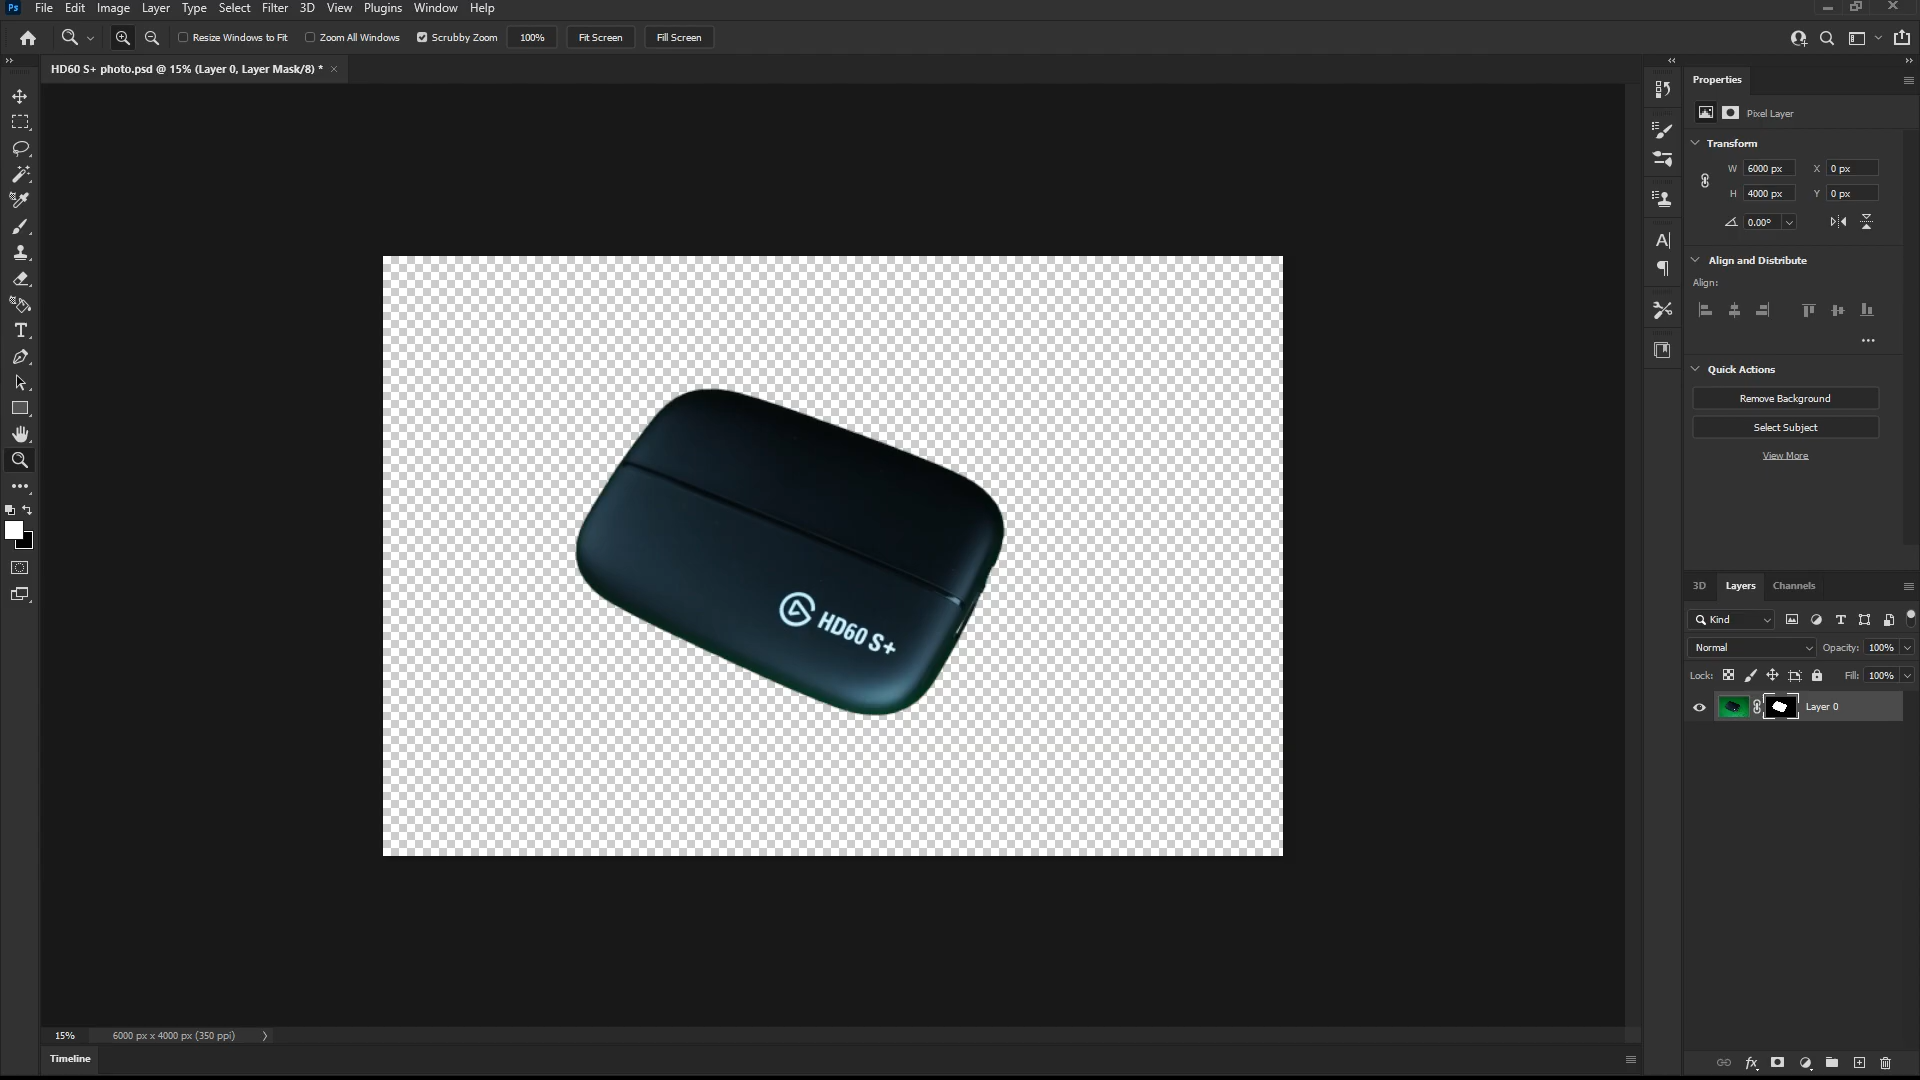 Ps File Edit Image Layer Type Select Filter 3D View Plugins Window Help
Resize Windows to Fit Zoom All Windows Scrubby Zoom 100% Fit Screen Fill Screen
HD60 S+ photo.psd @ 15% (Layer 0, Layer Mask/8) * ×
Properties
Pixel Layer
Transform
W 6000 px X 0 px
H 4000 px Y 0 px
0.00°
Align and Distribute
Align:
Quick Actions
Remove Background
Select Subject
View More
HD60 S+
3D Layers Channels
Kind
Normal Opacity: 100%
Lock: Fill: 100%
Layer 0
fx
15% 6000 px x 4000 px (350 ppi)
Timeline